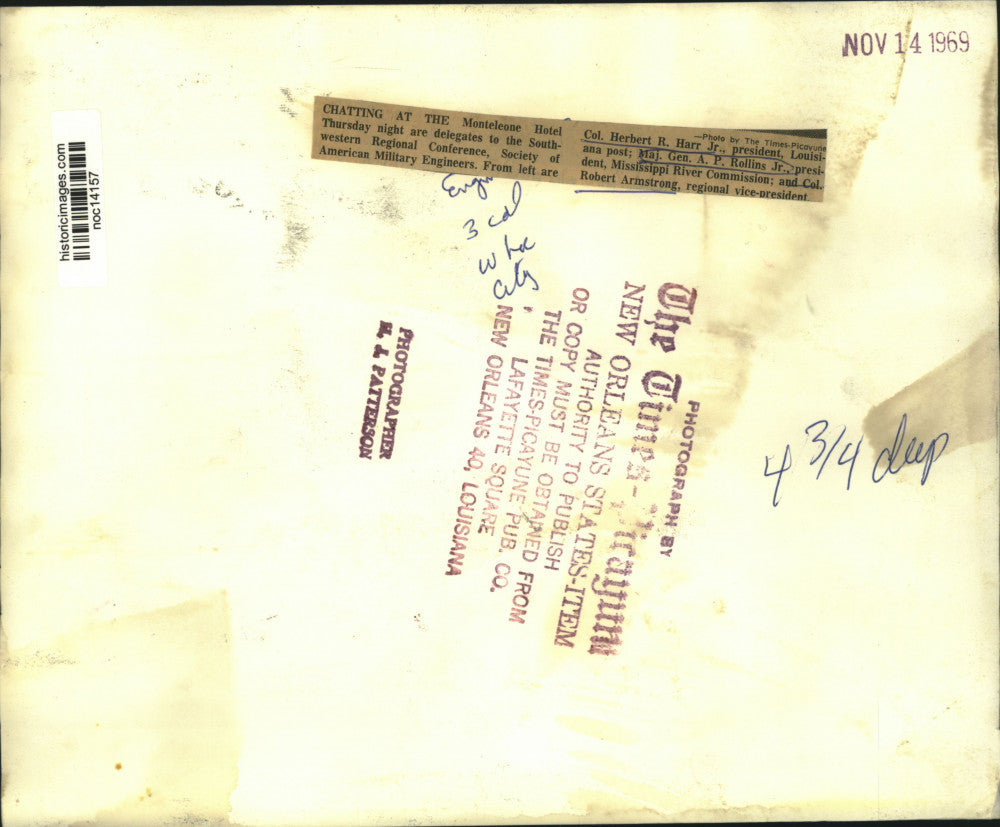 NOV 14 1969
historicimages.com
noc14157
CHATTING AT THE Monteleone Hotel
Thursday night are delegates to the South-
western Regional Conference, Society of
American Military Engineers. From left are
—Photo by The Times-Picayune
Col. Herbert R. Harr Jr., president, Louisi-
ana post; Maj. Gen. A. P. Rollins Jr., presi-
dent, Mississippi River Commission; and Col.
Robert Armstrong, regional vice-president.
3 col
PHOTOGRAPH BY
The Times-Picayune
NEW ORLEANS STATES-ITEM
AUTHORITY TO PUBLISH
OR COPY MUST BE OBTAINED FROM
THE TIMES-PICAYUNE PUB. CO.
LAFAYETTE SQUARE
NEW ORLEANS 40, LOUISIANA
PHOTOGRAPHER
H. J. PATTERSON
4 3/4 deep